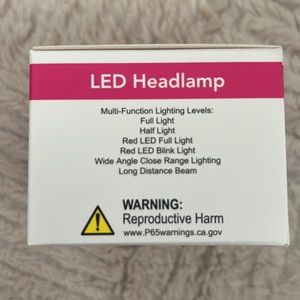 LED Headlamp
Multi-Function Lighting Levels:
Full Light
Half Light
Red LED Full Light
Red LED Blink Light
Wide Angle Close Range Lighting
Long Distance Beam
WARNING:
Reproductive Harm
www.P65warnings.ca.gov